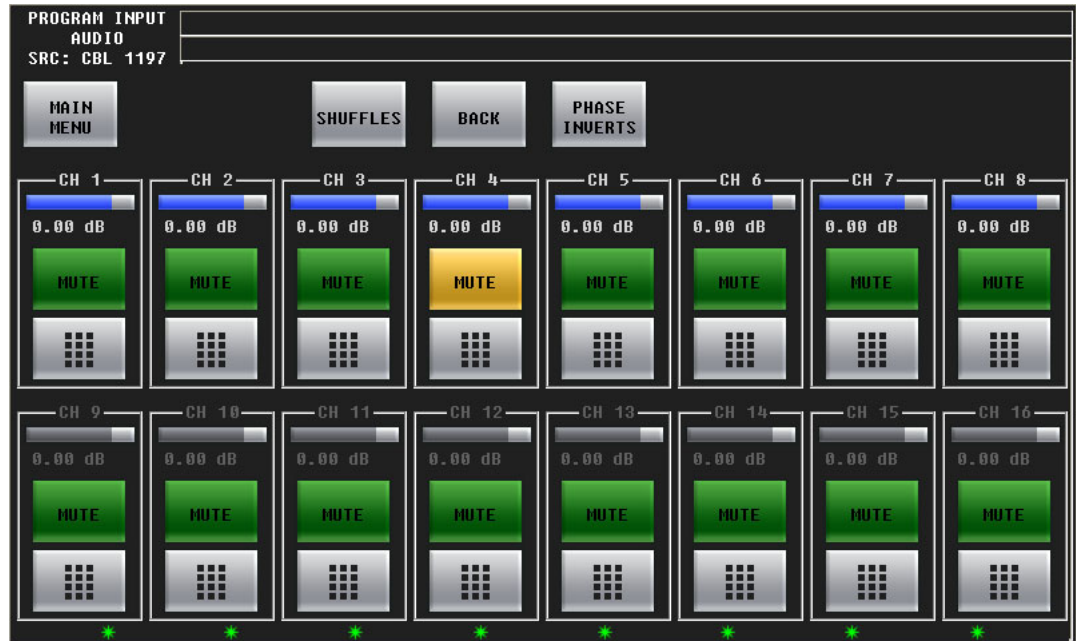 PROGRAM INPUT
AUDIO
SRC: CBL 1197
MAIN
MENU
SHUFFLES
BACK
PHASE
INVERTS
CH 1 CH 2 CH 3 CH 4 CH 5 CH 6 CH 7 CH 8
0.00 dB 0.00 dB 0.00 dB 0.00 dB 0.00 dB 0.00 dB 0.00 dB 0.00 dB
MUTE MUTE MUTE MUTE MUTE MUTE MUTE MUTE
CH 9 CH 10 CH 11 CH 12 CH 13 CH 14 CH 15 CH 16
0.00 dB 0.00 dB 0.00 dB 0.00 dB 0.00 dB 0.00 dB 0.00 dB 0.00 dB
MUTE MUTE MUTE MUTE MUTE MUTE MUTE MUTE